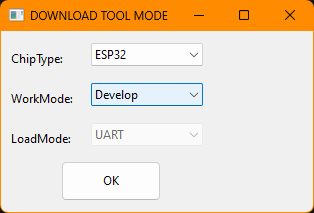 DOWNLOAD TOOL MODE
ChipType: ESP32
WorkMode: Develop
LoadMode: UART
OK